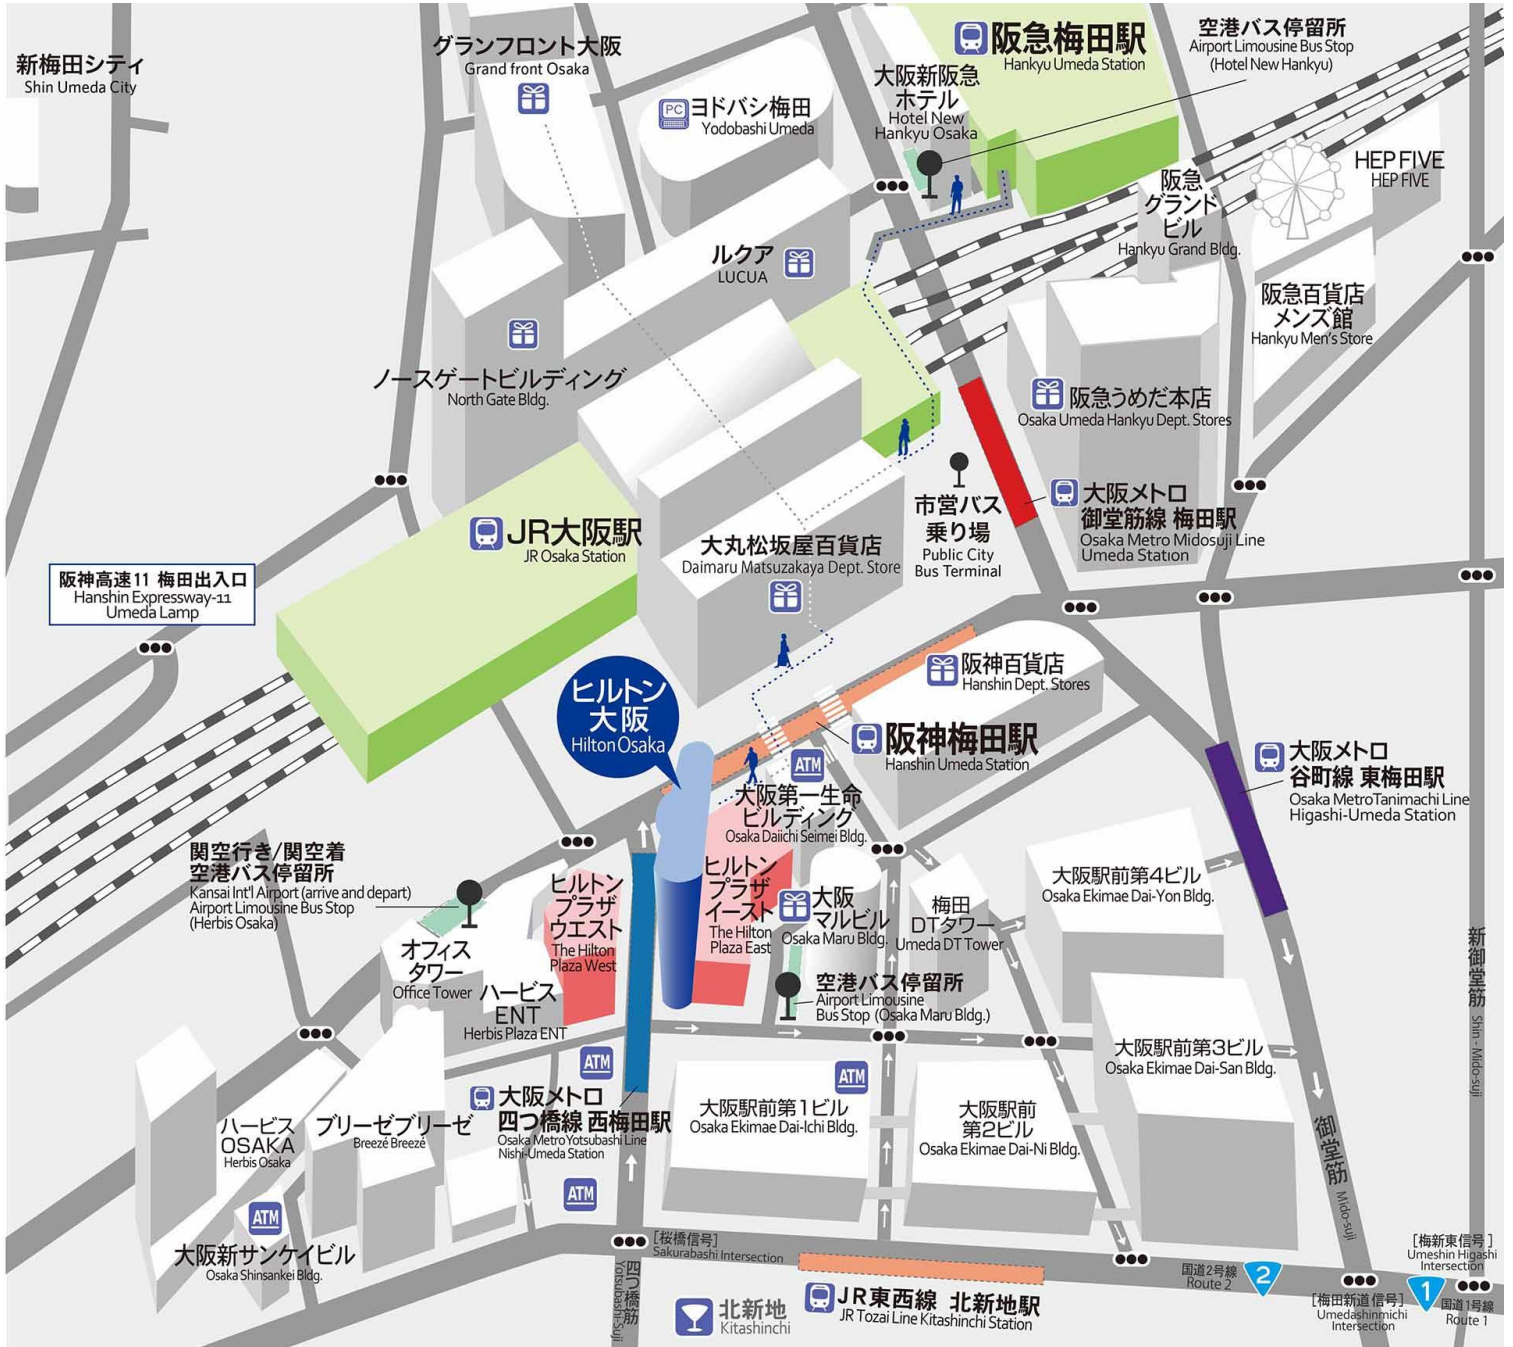 新梅田シティ
Shin Umeda City
グランフロント大阪
Grand front Osaka
PC
ヨドバシ梅田
Yodobashi Umeda
大阪新阪急
ホテル
Hotel New
Hankyu Osaka
阪急梅田駅
Hankyu Umeda Station
空港バス停留所
Airport Limousine Bus Stop
(Hotel New Hankyu)
HEP FIVE
HEP FIVE
阪急
グランド
ビル
Hankyu Grand Bldg.
ルクア
LUCUA
阪急百貨店
メンズ館
Hankyu Men's Store
ノースゲートビルディング
North Gate Bldg.
阪急うめだ本店
Osaka Umeda Hankyu Dept. Stores
市営バス
乗り場
Public City
Bus Terminal
大阪メトロ
御堂筋線 梅田駅
Osaka Metro Midosuji Line
Umeda Station
JR大阪駅
JR Osaka Station
大丸松坂屋百貨店
Daimaru Matsuzakaya Dept. Store
阪神高速11 梅田出入口
Hanshin Expressway-11
Umeda Lamp
ヒルトン
大阪
Hilton Osaka
阪神百貨店
Hanshin Dept. Stores
阪神梅田駅
Hanshin Umeda Station
大阪メトロ
谷町線 東梅田駅
Osaka MetroTanimachi Line
Higashi-Umeda Station
ATM
大阪第一生命
ビルディング
Osaka Daiichi Seimei Bldg.
関空行き/関空着
空港バス停留所
Kansai Int'l Airport (arrive and depart)
Airport Limousine Bus Stop
(Herbis Osaka)
ヒルトン
プラザ
ウエスト
The Hilton
Plaza West
ヒルトン
プラザ
イースト
The Hilton
Plaza East
大阪
マルビル
Osaka Maru Bldg.
梅田
DTタワー
Umeda DT Tower
大阪駅前第4ビル
Osaka Ekimae Dai-Yon Bldg.
オフィス
タワー
Office Tower
ハービス
ENT
Herbis Plaza ENT
空港バス停留所
Airport Limousine
Bus Stop (Osaka Maru Bldg.)
新御堂筋
Shin-Mido-suji
大阪駅前第3ビル
Osaka Ekimae Dai-San Bldg.
ATM
ATM
大阪メトロ
四つ橋線 西梅田駅
Osaka Metro Yotsubashi Line
Nishi-Umeda Station
大阪駅前第1ビル
Osaka Ekimae Dai-Ichi Bldg.
大阪駅前
第2ビル
Osaka Ekimae Dai-Ni Bldg.
ハービス
OSAKA
Herbis Osaka
ブリーゼブリーゼ
Breezé Breezé
御堂筋
Mido-suji
ATM
ATM
大阪新サンケイビル
Osaka Shinsankei Bldg.
[桜橋信号]
Sakurabashi Intersection
四つ橋筋
Yotsubashi-Suji
北新地
Kitashinchi
JR東西線 北新地駅
JR Tozai Line Kitashinchi Station
国道2号線
Route 2
2
[梅田新道信号]
Umedashinmichi
Intersection
[梅新東信号]
Umeshin Higashi
Intersection
1
国道1号線
Route 1